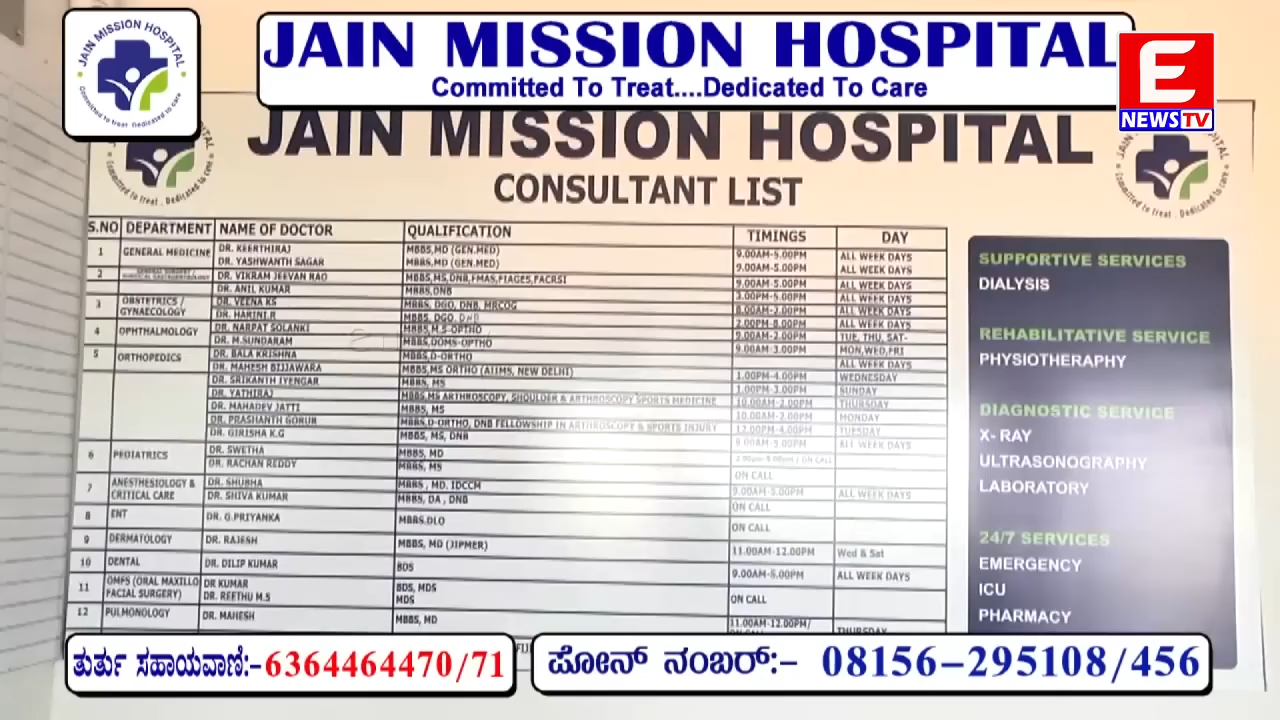 JAIN MISSION HOSPITAL
Committed To Treat....Dedicated To Care
JAIN MISSION HOSPITAL
Committed to treat . Dedicated to care
E
NEWS TV
JAIN MISSION HOSPITAL
CONSULTANT LIST
S.NO DEPARTMENT NAME OF DOCTOR QUALIFICATION TIMINGS DAY
1 GENERAL MEDICINE DR. KEERTHIRAJ MBBS,MD (GEN.MED) 9.00AM-5.00PM ALL WEEK DAYS
DR. YASHWANTH SAGAR MBBS,MD (GEN.MED) 9.00AM-5.00PM ALL WEEK DAYS
2 DR. VIKRAM JEEVAN RAO MBBS,MS,DNB,FMAS,FIAGES,FACRSI 9.00AM-5.00PM ALL WEEK DAYS
DR. ANIL KUMAR MBBS,DNB 3.00PM-5.00PM ALL WEEK DAYS
3 OBSTETRICS / GYNAECOLOGY DR. VEENA KS MBBS, DGO, DNB, MRCOG 8.00AM-2.00PM ALL WEEK DAYS
DR. HARINI.R MBBS, DGO, DNB 2.00PM-8.00PM ALL WEEK DAYS
4 OPHTHALMOLOGY DR. NARPAT SOLANKI MBBS,M.S-OPTHO 9.00AM-2.00PM TUE, THU, SAT-
DR. M.SUNDARAM MBBS,DOMS-OPTHO 9.00AM-3.00PM MON,WED,FRI
5 ORTHOPEDICS DR. BALA KRISHNA MBBS,D-ORTHO ALL WEEK DAYS
DR. MAHESH BIJJAWARA MBBS,MS ORTHO (AIIMS, NEW DELHI) 1.00PM-4.00PM WEDNESDAY
DR. SRIKANTH IYENGAR MBBS, MS 1.00PM-3.00PM SUNDAY
DR. YATHIRAJ MBBS,MS ARTHROSCOPY, SHOULDER & ARTHROSCOPY SPORTS MEDICINE 10.00AM-2.00PM THURSDAY
DR. MAHADEV JATTI MBBS, MS 10.00AM-2.00PM MONDAY
DR. PRASHANTH GORUR MBBS,D-ORTHO, DNB FELLOWSHIP IN ARTHROSCOPY & SPORTS INJURY 12.00PM-4.00PM TUESDAY
DR. GIRISHA K.G MBBS, MS, DNB 9.00AM-5.00PM ALL WEEK DAYS
6 PEDIATRICS DR. SWETHA MBBS, MD 2.00pm-5.00pm / ON CALL
DR. RACHAN REDDY MBBS, MS ON CALL
7 ANESTHESIOLOGY & CRITICAL CARE DR. SHUBHA MBBS , MD. IDCCM 9.00AM-5.00PM ALL WEEK DAYS
DR. SHIVA KUMAR MBBS, DA , DNB ON CALL
8 ENT DR. G.PRIYANKA MBBS.DLO ON CALL
9 DERMATOLOGY DR. RAJESH MBBS, MD (JIPMER) 11.00AM-12.00PM Wed & Sat
10 DENTAL DR. DILIP KUMAR BDS 9.00AM-5.00PM ALL WEEK DAYS
11 OMFS (ORAL MAXILLO FACIAL SURGERY) DR KUMAR BDS, MDS ON CALL
DR. REETHU M.S MDS
12 PULMONOLOGY DR. MAHESH MBBS, MD 11.00AM-12.00PM/ THURSDAY
SUPPORTIVE SERVICES
DIALYSIS
REHABILITATIVE SERVICE
PHYSIOTHERAPHY
DIAGNOSTIC SERVICE
X- RAY
ULTRASONOGRAPHY
LABORATORY
24/7 SERVICES
EMERGENCY
ICU
PHARMACY
ತುರ್ತು ಸಹಾಯವಾಣಿ:-6364464470/71
ಪೋನ್ ನಂಬರ್:- 08156-295108/456